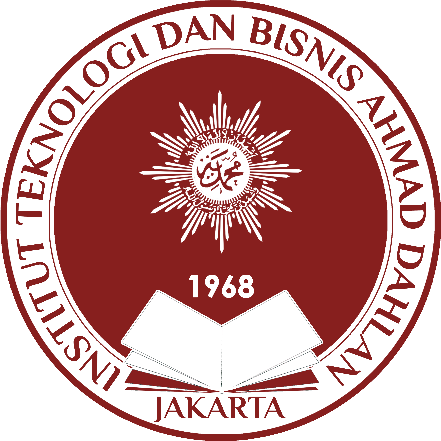 INSTITUT TEKNOLOGI DAN BISNIS AHMAD DAHLAN
1968
JAKARTA